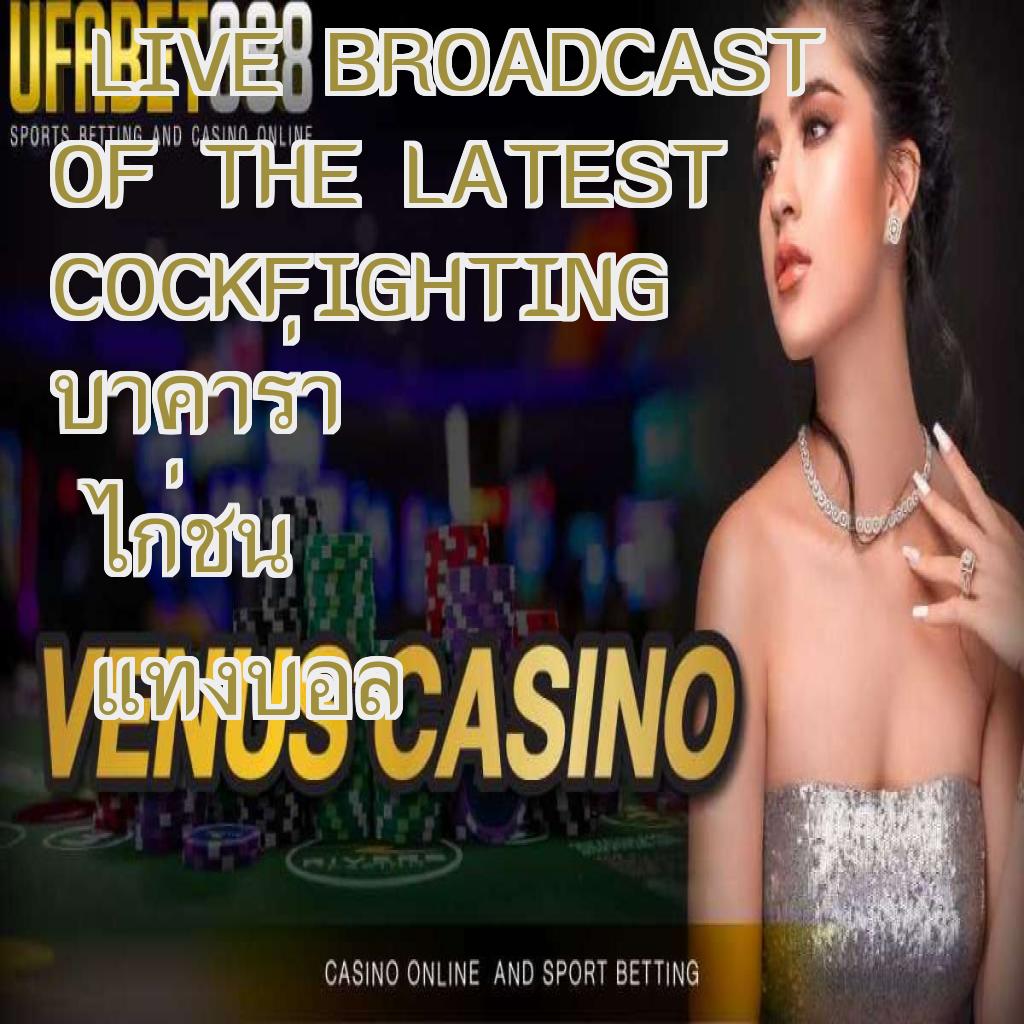 UFABET888
SPORTS BETTING AND CASINO ONLINE
LIVE BROADCAST
OF THE LATEST
COCKFIGHTING
บาคาร่า
ไก่ชน
แทงบอล
VENUS CASINO
CASINO ONLINE AND SPORT BETTING